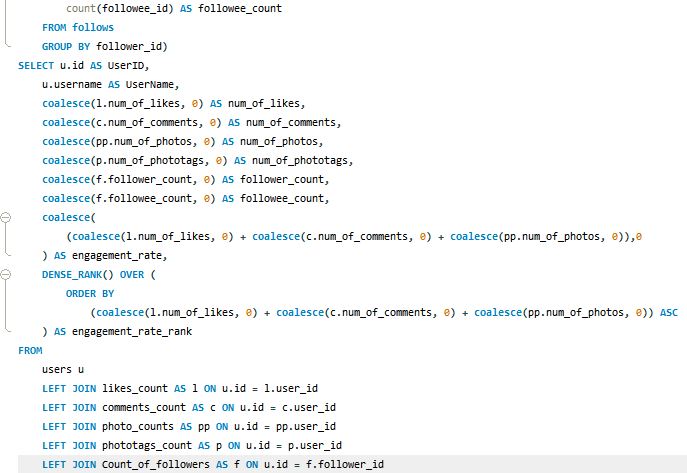 count(followee_id) AS followee_count
FROM follows
GROUP BY follower_id)
SELECT u.id AS UserID,
u.username AS UserName,
coalesce(l.num_of_likes, 0) AS num_of_likes,
coalesce(c.num_of_comments, 0) AS num_of_comments,
coalesce(pp.num_of_photos, 0) AS num_of_photos,
coalesce(p.num_of_phototags, 0) AS num_of_phototags,
coalesce(f.follower_count, 0) AS follower_count,
coalesce(f.followee_count, 0) AS followee_count,
coalesce(
(coalesce(l.num_of_likes, 0) + coalesce(c.num_of_comments, 0) + coalesce(pp.num_of_photos, 0)),0
) AS engagement_rate,
DENSE_RANK() OVER (
ORDER BY
(coalesce(l.num_of_likes, 0) + coalesce(c.num_of_comments, 0) + coalesce(pp.num_of_photos, 0)) ASC
) AS engagement_rate_rank
FROM
users u
LEFT JOIN likes_count AS l ON u.id = l.user_id
LEFT JOIN comments_count AS c ON u.id = c.user_id
LEFT JOIN photo_counts AS pp ON u.id = pp.user_id
LEFT JOIN phototags_count AS p ON u.id = p.user_id
LEFT JOIN Count_of_followers AS f ON u.id = f.follower_id